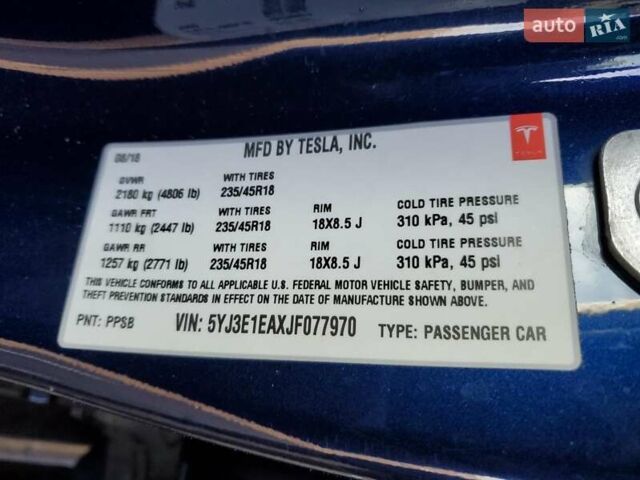 auto RIA .com
MFD BY TESLA, INC.
TESLA
08/18
GVWR WITH TIRES
2180 kg (4806 lb) 235/45R18
GAWR FRT WITH TIRES RIM COLD TIRE PRESSURE
1110 kg (2447 lb) 235/45R18 18X8.5 J 310 kPa, 45 psi
GAWR RR WITH TIRES RIM COLD TIRE PRESSURE
1257 kg (2771 lb) 235/45R18 18X8.5 J 310 kPa, 45 psi
THIS VEHICLE CONFORMS TO ALL APPLICABLE U.S. FEDERAL MOTOR VEHICLE SAFETY, BUMPER, AND
THEFT PREVENTION STANDARDS IN EFFECT ON THE DATE OF MANUFACTURE SHOWN ABOVE.
PNT: PPSB VIN: 5YJ3E1EAXJF077970 TYPE: PASSENGER CAR